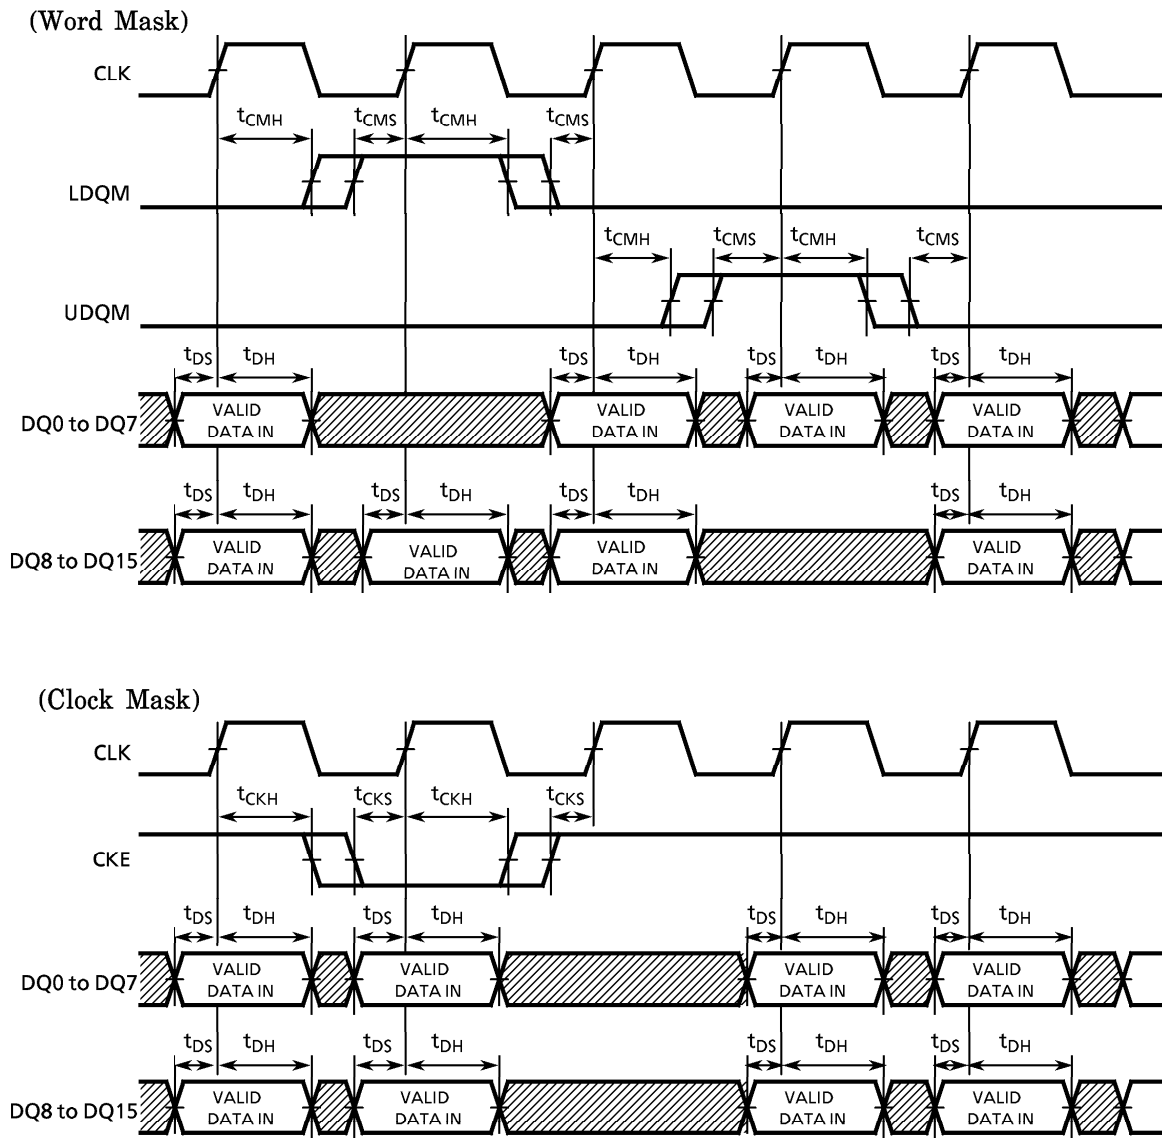 (Word Mask)
CLK
tCMH tCMS tCMH tCMS
LDQM
tCMH tCMS tCMH tCMS
UDQM
tDS tDH tDS tDH tDS tDH tDS tDH
DQ0 to DQ7
VALID VALID VALID VALID
DATA IN DATA IN DATA IN DATA IN
tDS tDH tDS tDH tDS tDH tDS tDH
DQ8 to DQ15
VALID VALID VALID VALID
DATA IN DATA IN DATA IN DATA IN
(Clock Mask)
CLK
tCKH tCKS tCKH tCKS
CKE
tDS tDH tDS tDH tDS tDH tDS tDH
DQ0 to DQ7
VALID VALID VALID VALID
DATA IN DATA IN DATA IN DATA IN
tDS tDH tDS tDH tDS tDH tDS tDH
DQ8 to DQ15
VALID VALID VALID VALID
DATA IN DATA IN DATA IN DATA IN